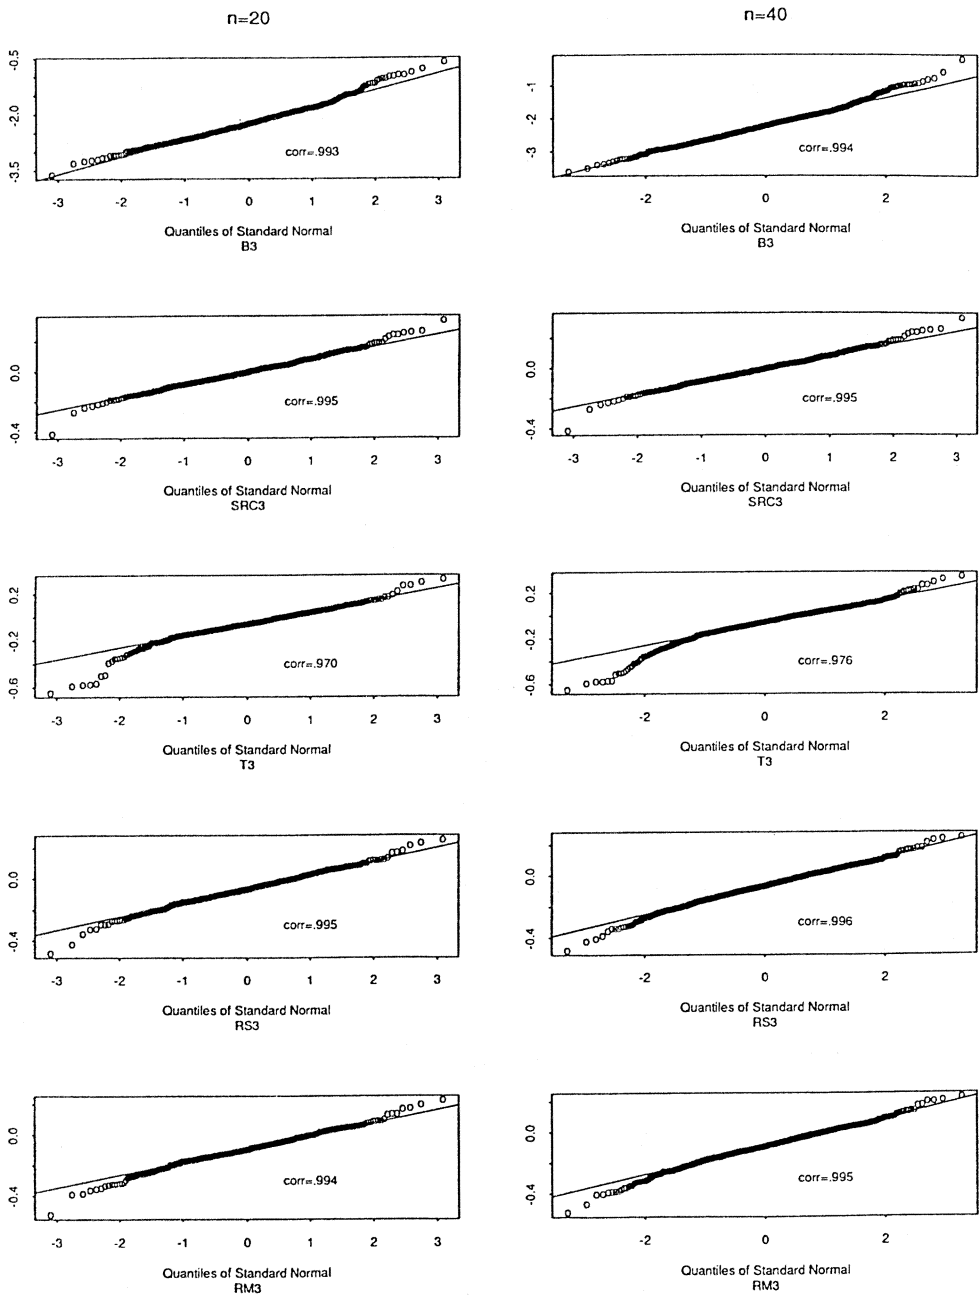 n=20
n=40
-0.5
-2.0
-3.5
corr=.993
-3 -2 -1 0 1 2 3
Quantiles of Standard Normal
B3
-1
-2
-3
corr=.994
-2 0 2
Quantiles of Standard Normal
B3
0.0
-0.4
corr=.995
-3 -2 -1 0 1 2 3
Quantiles of Standard Normal
SRC3
0.0
-0.4
corr=.995
-3 -2 -1 0 1 2 3
Quantiles of Standard Normal
SRC3
0.2
-0.2
-0.6
corr=.970
-3 -2 -1 0 1 2 3
Quantiles of Standard Normal
T3
0.2
-0.2
-0.6
corr=.976
-2 0 2
Quantiles of Standard Normal
T3
0.0
-0.4
corr=.995
-3 -2 -1 0 1 2 3
Quantiles of Standard Normal
RS3
0.0
-0.4
corr=.996
-2 0 2
Quantiles of Standard Normal
RS3
0.0
-0.4
corr=.994
-3 -2 -1 0 1 2 3
Quantiles of Standard Normal
RM3
0.0
-0.4
corr=.995
-2 0 2
Quantiles of Standard Normal
RM3